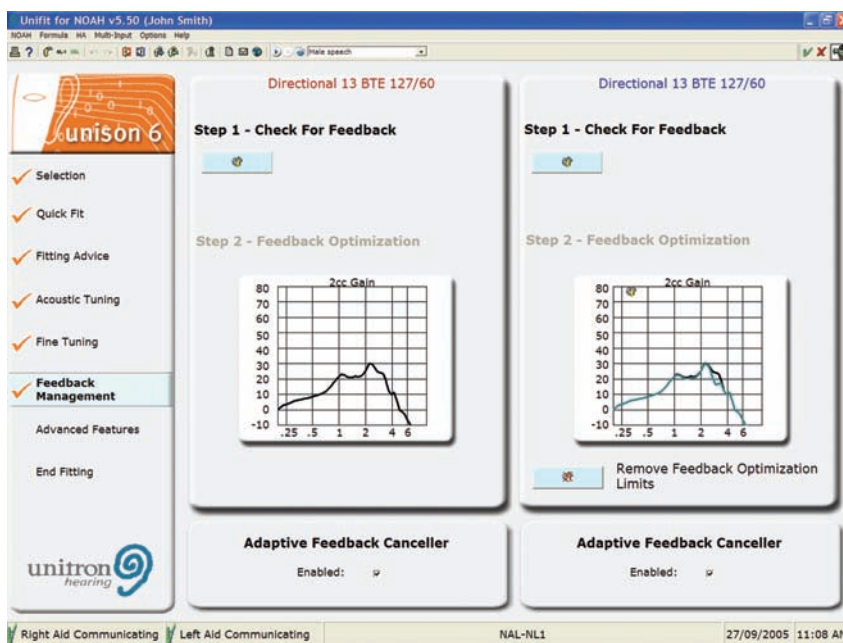 Unifit for NOAH v5.50 (John Smith)
NOAH Formula HA Multi-Input Options Help
Male speech
unison 6
Selection
Quick Fit
Fitting Advice
Acoustic Tuning
Fine Tuning
Feedback
Management
Advanced Features
End Fitting
unitron
hearing
Directional 13 BTE 127/60
Step 1 - Check For Feedback
Step 2 - Feedback Optimization
2cc Gain
80
70
60
50
40
30
20
10
0
-10
.25 .5 1 2 4 6
Adaptive Feedback Canceller
Enabled:
Directional 13 BTE 127/60
Step 1 - Check For Feedback
Step 2 - Feedback Optimization
2cc Gain
80
70
60
50
40
30
20
10
0
-10
.25 .5 1 2 4 6
Remove Feedback Optimization
Limits
Adaptive Feedback Canceller
Enabled:
Right Aid Communicating Left Aid Communicating NAL-NL1 27/09/2005 11:08 AM